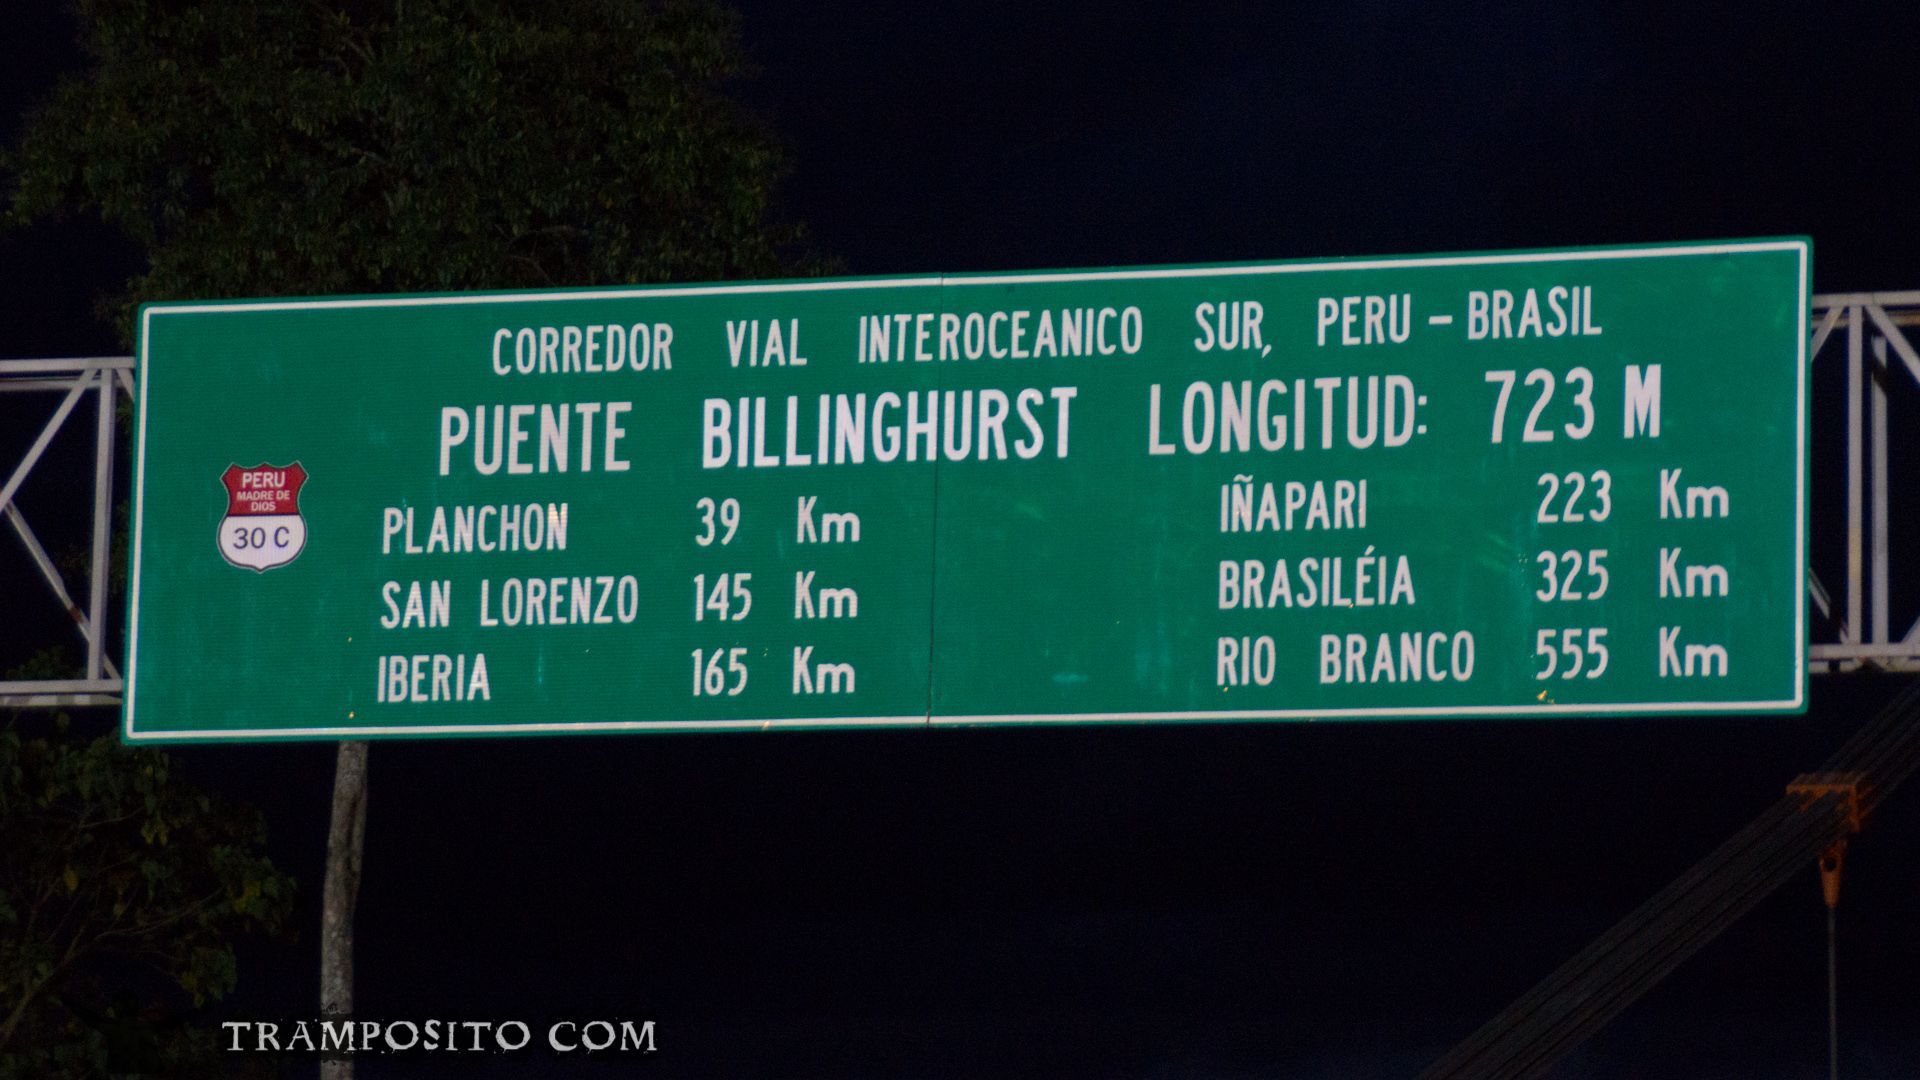 CORREDOR VIAL INTEROCEANICO SUR, PERU - BRASIL
PUENTE BILLINGHURST LONGITUD: 723 M
PERU
MADRE DE
DIOS
30 C
PLANCHON 39 Km
SAN LORENZO 145 Km
IBERIA 165 Km
IÑAPARI 223 Km
BRASILÉIA 325 Km
RIO BRANCO 555 Km
TRAMPOSITO COM